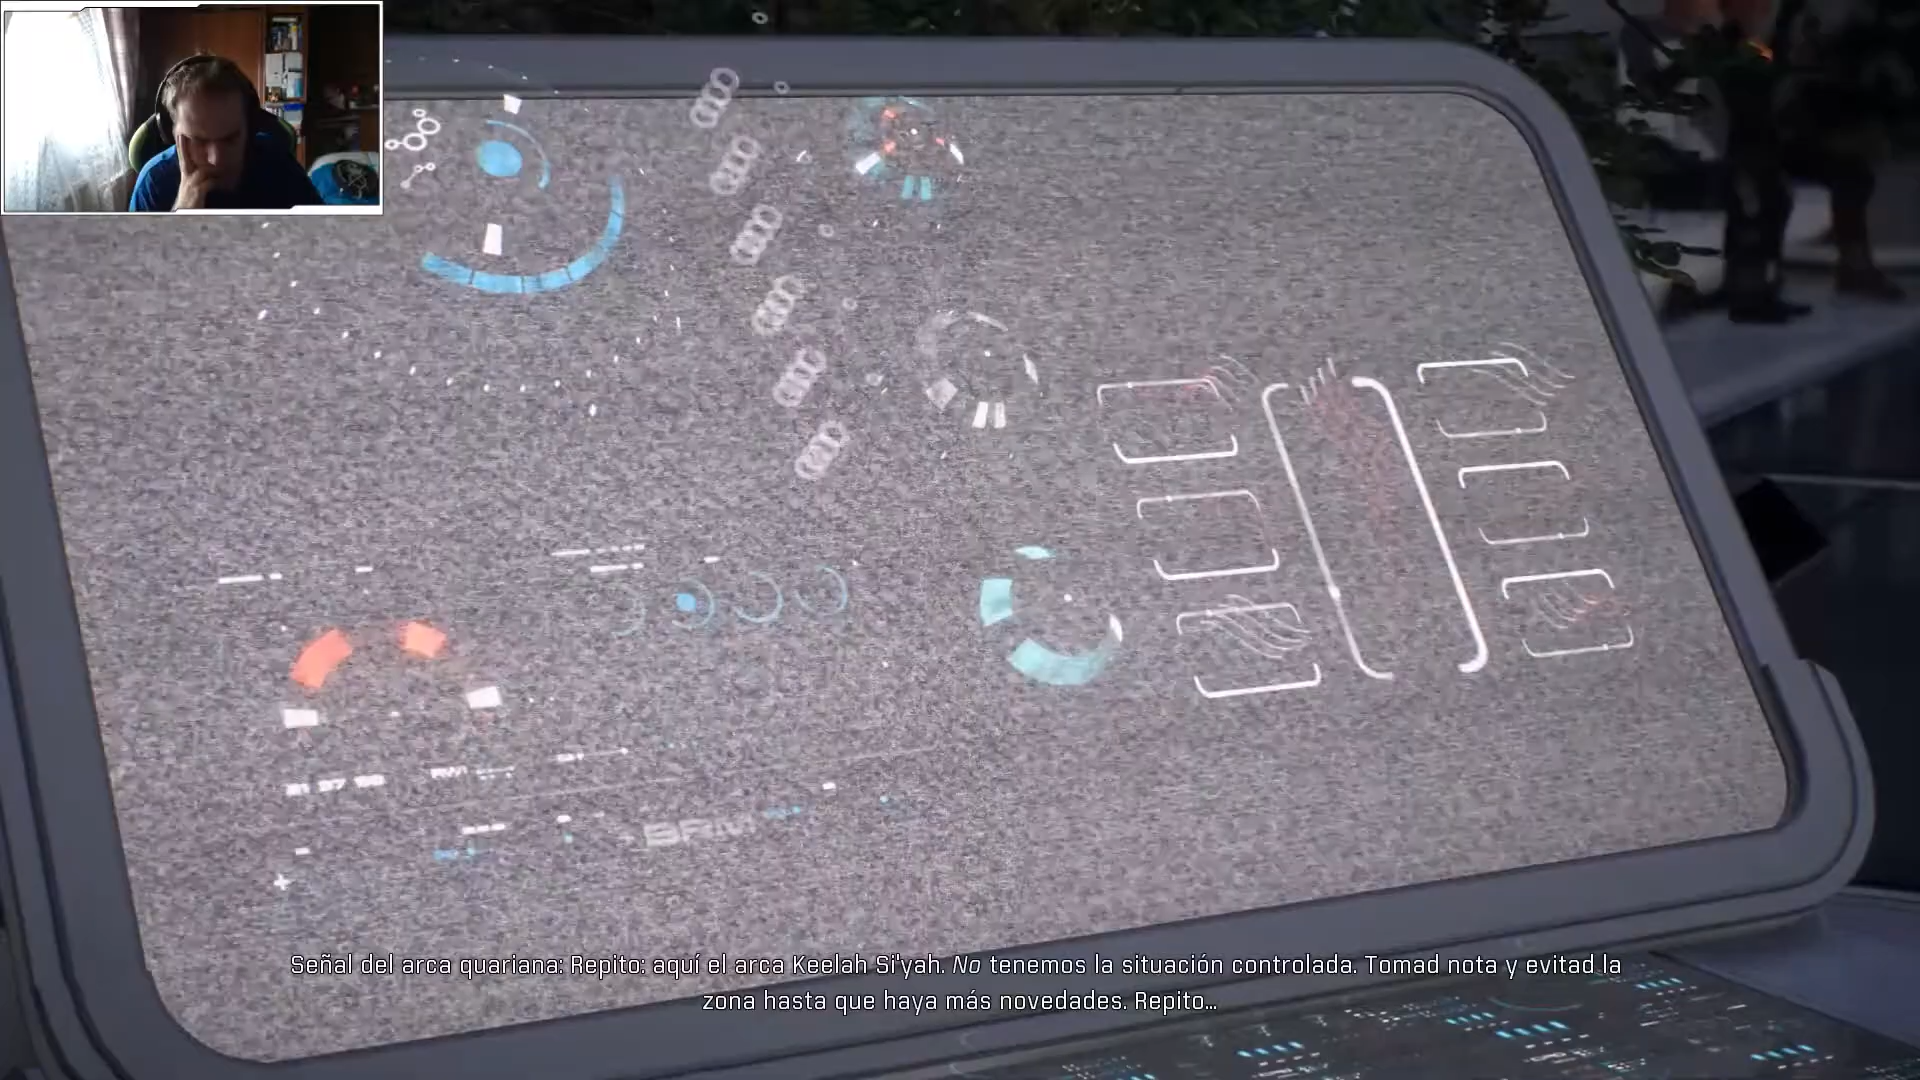 Señal del arca quariana: Repito: aquí el arca Keelah Si'yah. No tenemos la situación controlada. Tomad nota y evitad la
zona hasta que haya más novedades. Repito...